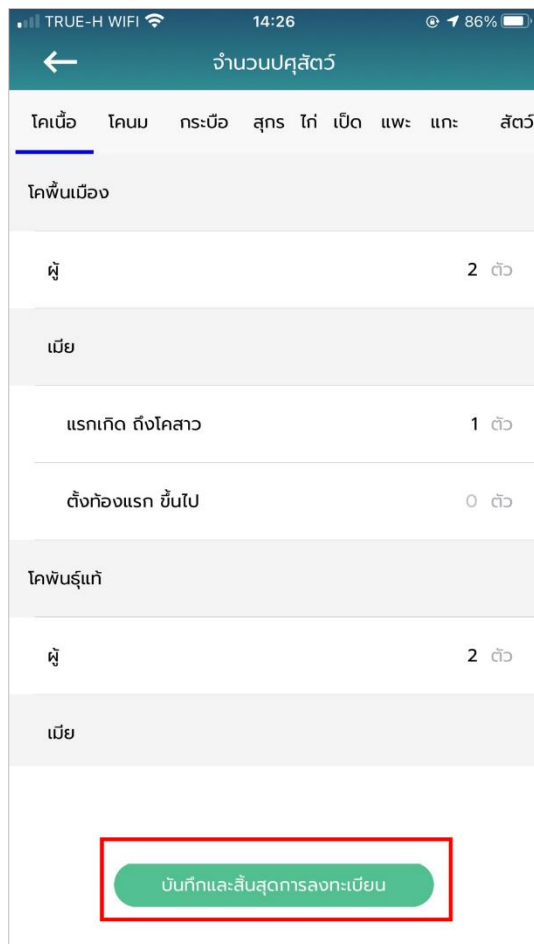 TRUE-H WIFI 14:26 86%
จำนวนปศุสัตว์
โคเนื้อ โคนม กระบือ สุกร ไก่ เป็ด แพะ แกะ สัตว์
โคพื้นเมือง
ผู้ 2 ตัว
เมีย
แรกเกิด ถึงโคสาว 1 ตัว
ตั้งท้องแรก ขึ้นไป 0 ตัว
โคพันธุ์แท้
ผู้ 2 ตัว
เมีย
บันทึกและสิ้นสุดการลงทะเบียน